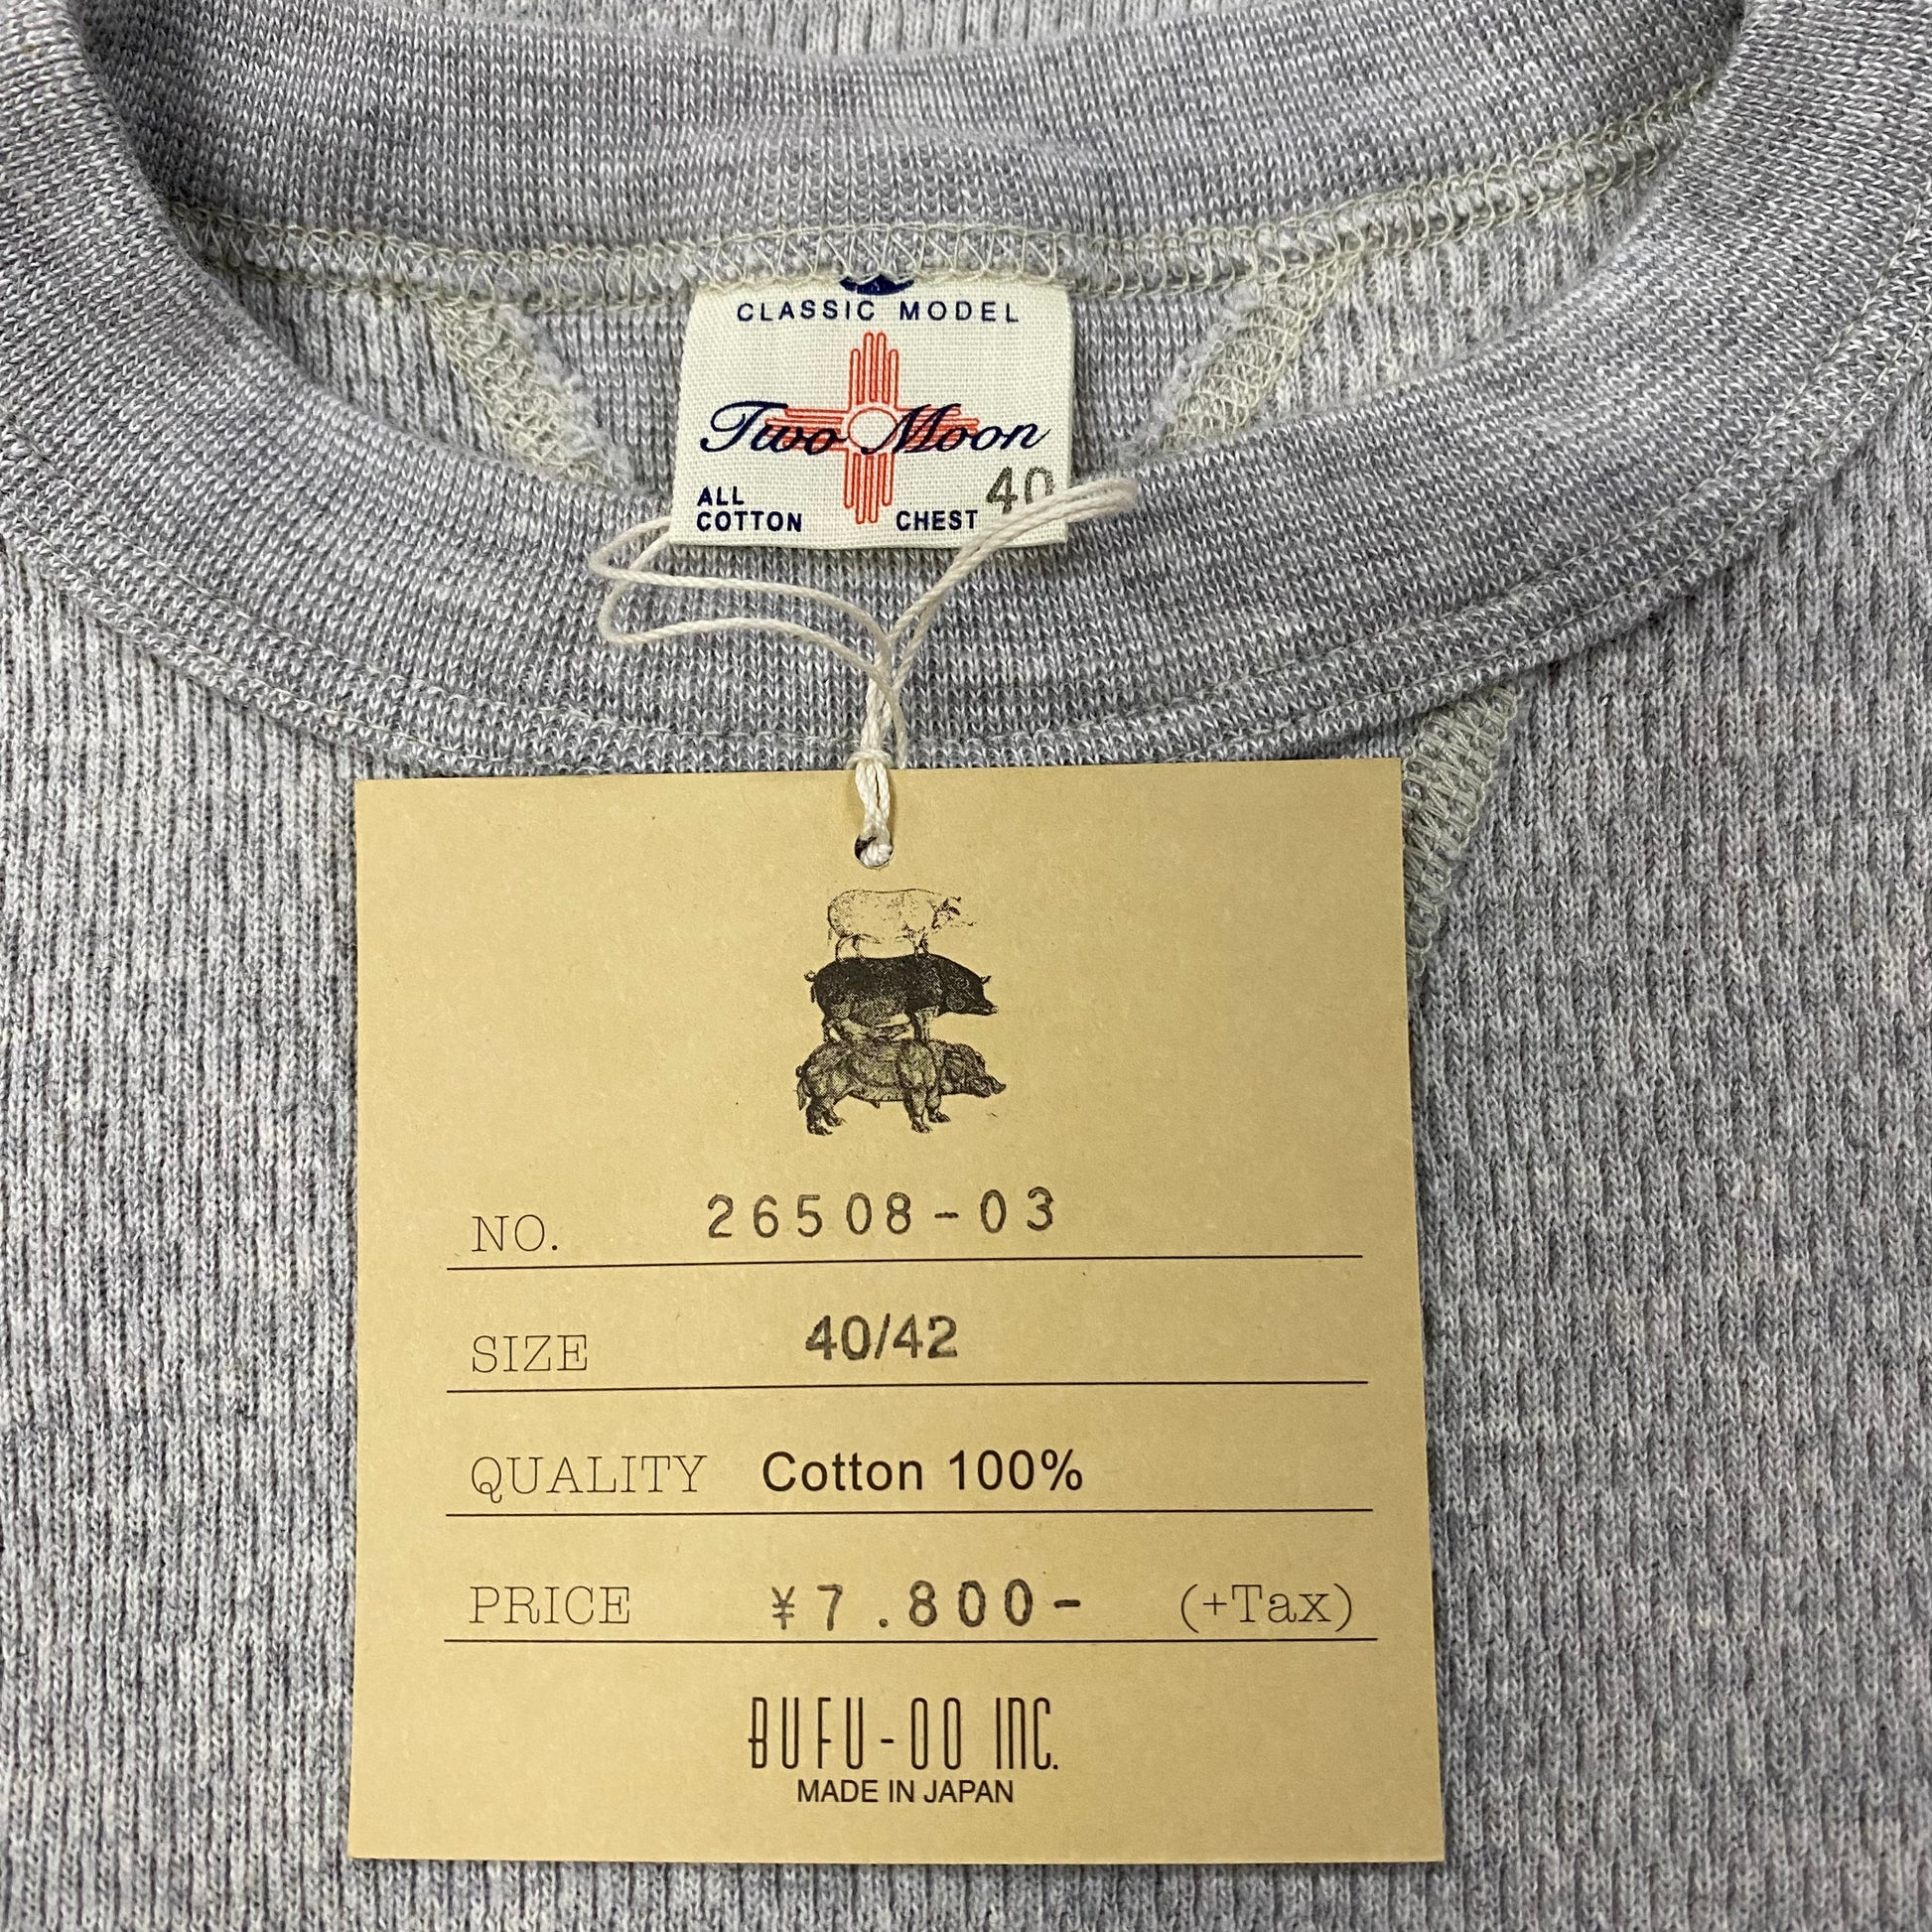 CLASSIC MODEL
Two Moon
ALL
COTTON
CHEST 40
NO. 26508-03
SIZE 40/42
QUALITY Cotton 100%
PRICE ¥7.800- (+Tax)
BUFU-OO INC.
MADE IN JAPAN